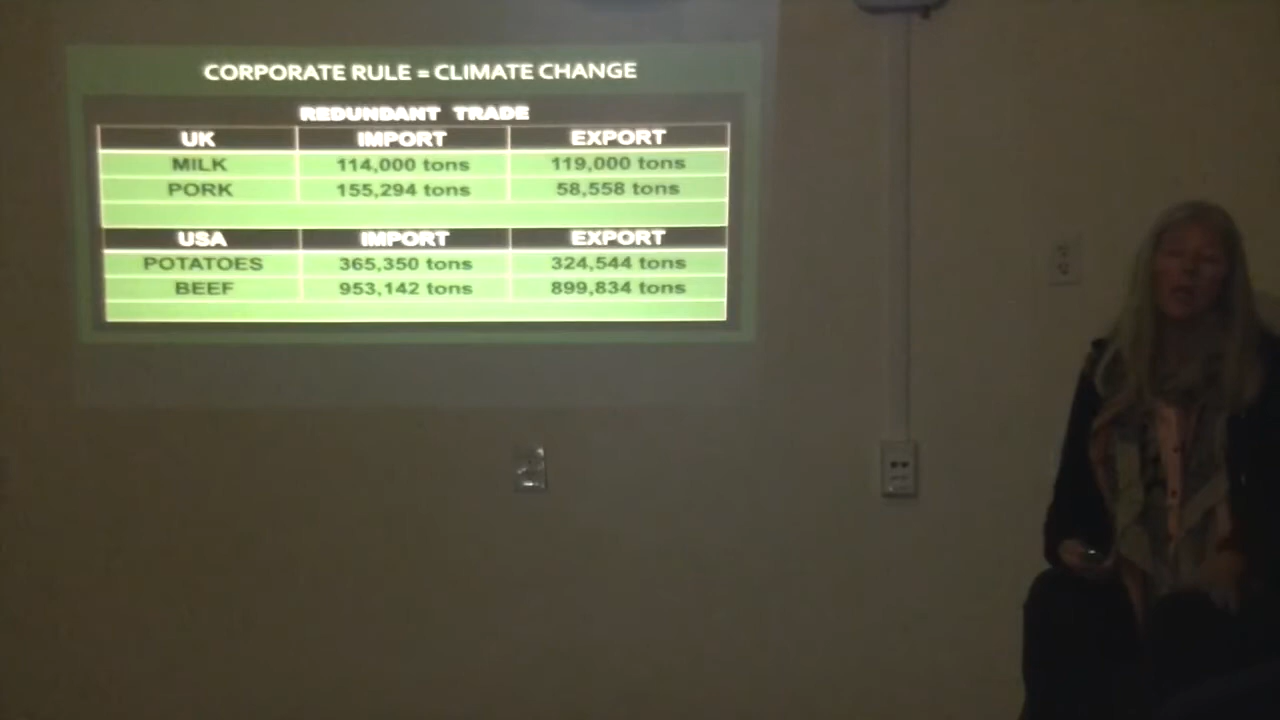 CORPORATE RULE = CLIMATE CHANGE
REDUNDANT TRADE
UK IMPORT EXPORT
MILK 114,000 tons 119,000 tons
PORK 155,294 tons 58,558 tons
USA IMPORT EXPORT
POTATOES 365,350 tons 324,544 tons
BEEF 953,142 tons 899,834 tons